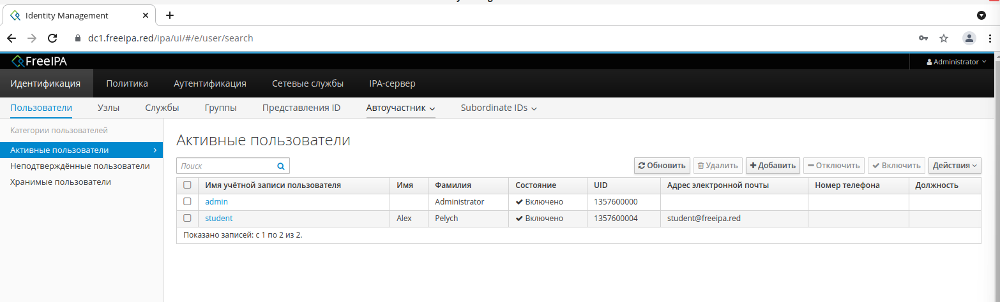 Identity Management
dc1.freeipa.red/ipa/ui/#/e/user/search
FreeIPA Administrator
Идентификация Политика Аутентификация Сетевые службы IPA-сервер
Пользователи Узлы Службы Группы Представления ID Автоучастник Subordinate IDs
Категории пользователей
Активные пользователи
Неподтверждённые пользователи
Хранимые пользователи
Активные пользователи
Поиск Обновить Удалить Добавить Отключить Включить Действия
Имя учётной записи пользователя Имя Фамилия Состояние UID Адрес электронной почты Номер телефона Должность
admin Administrator Включено 1357600000
student Alex Pelych Включено 1357600004 student@freeipa.red
Показано записей: с 1 по 2 из 2.